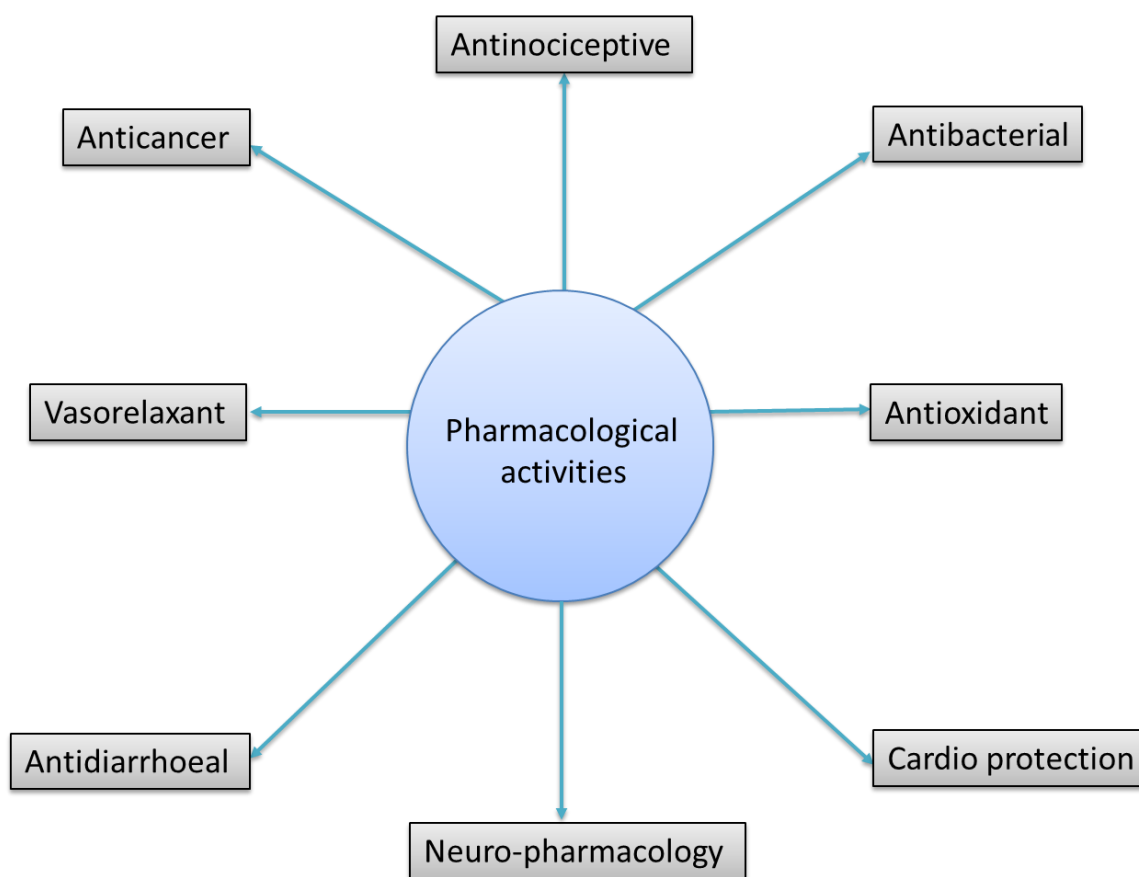 Antinociceptive
Anticancer
Antibacterial
Vasorelaxant
Pharmacological
activities
Antioxidant
Antidiarrhoeal
Cardio protection
Neuro-pharmacology